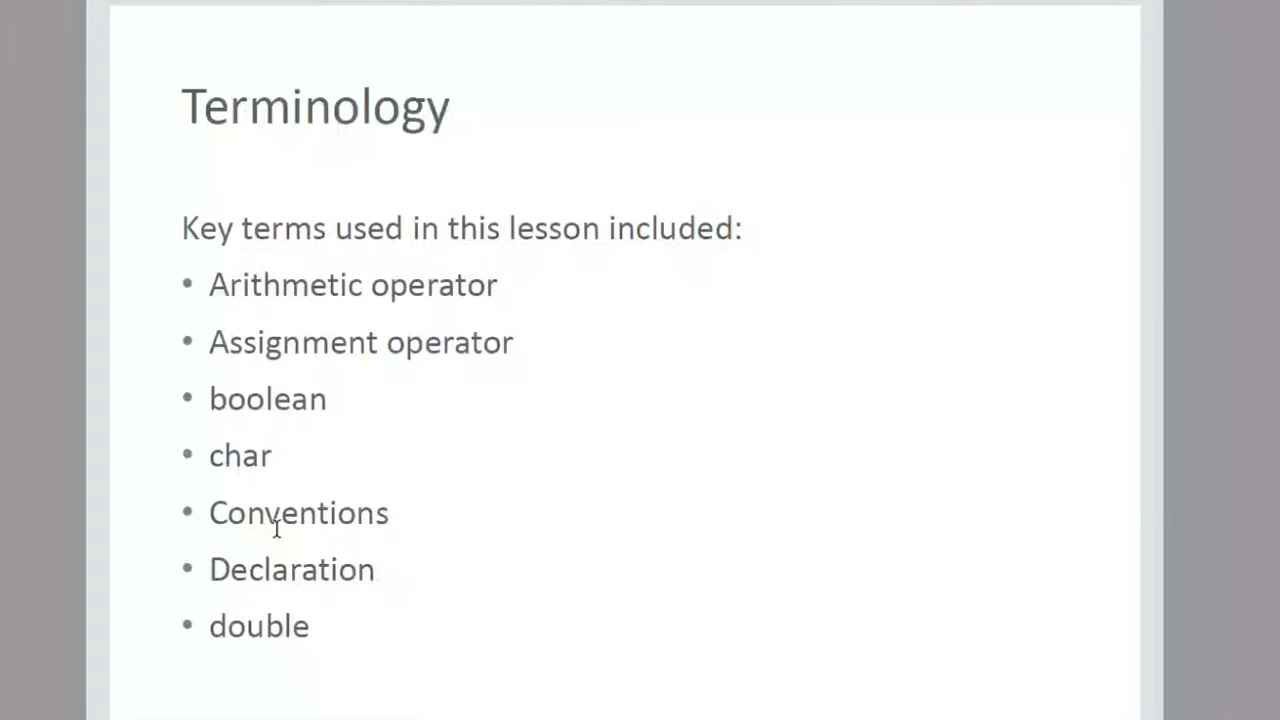 Terminology
Key terms used in this lesson included:
• Arithmetic operator
• Assignment operator
• boolean
• char
• Conventions
• Declaration
• double